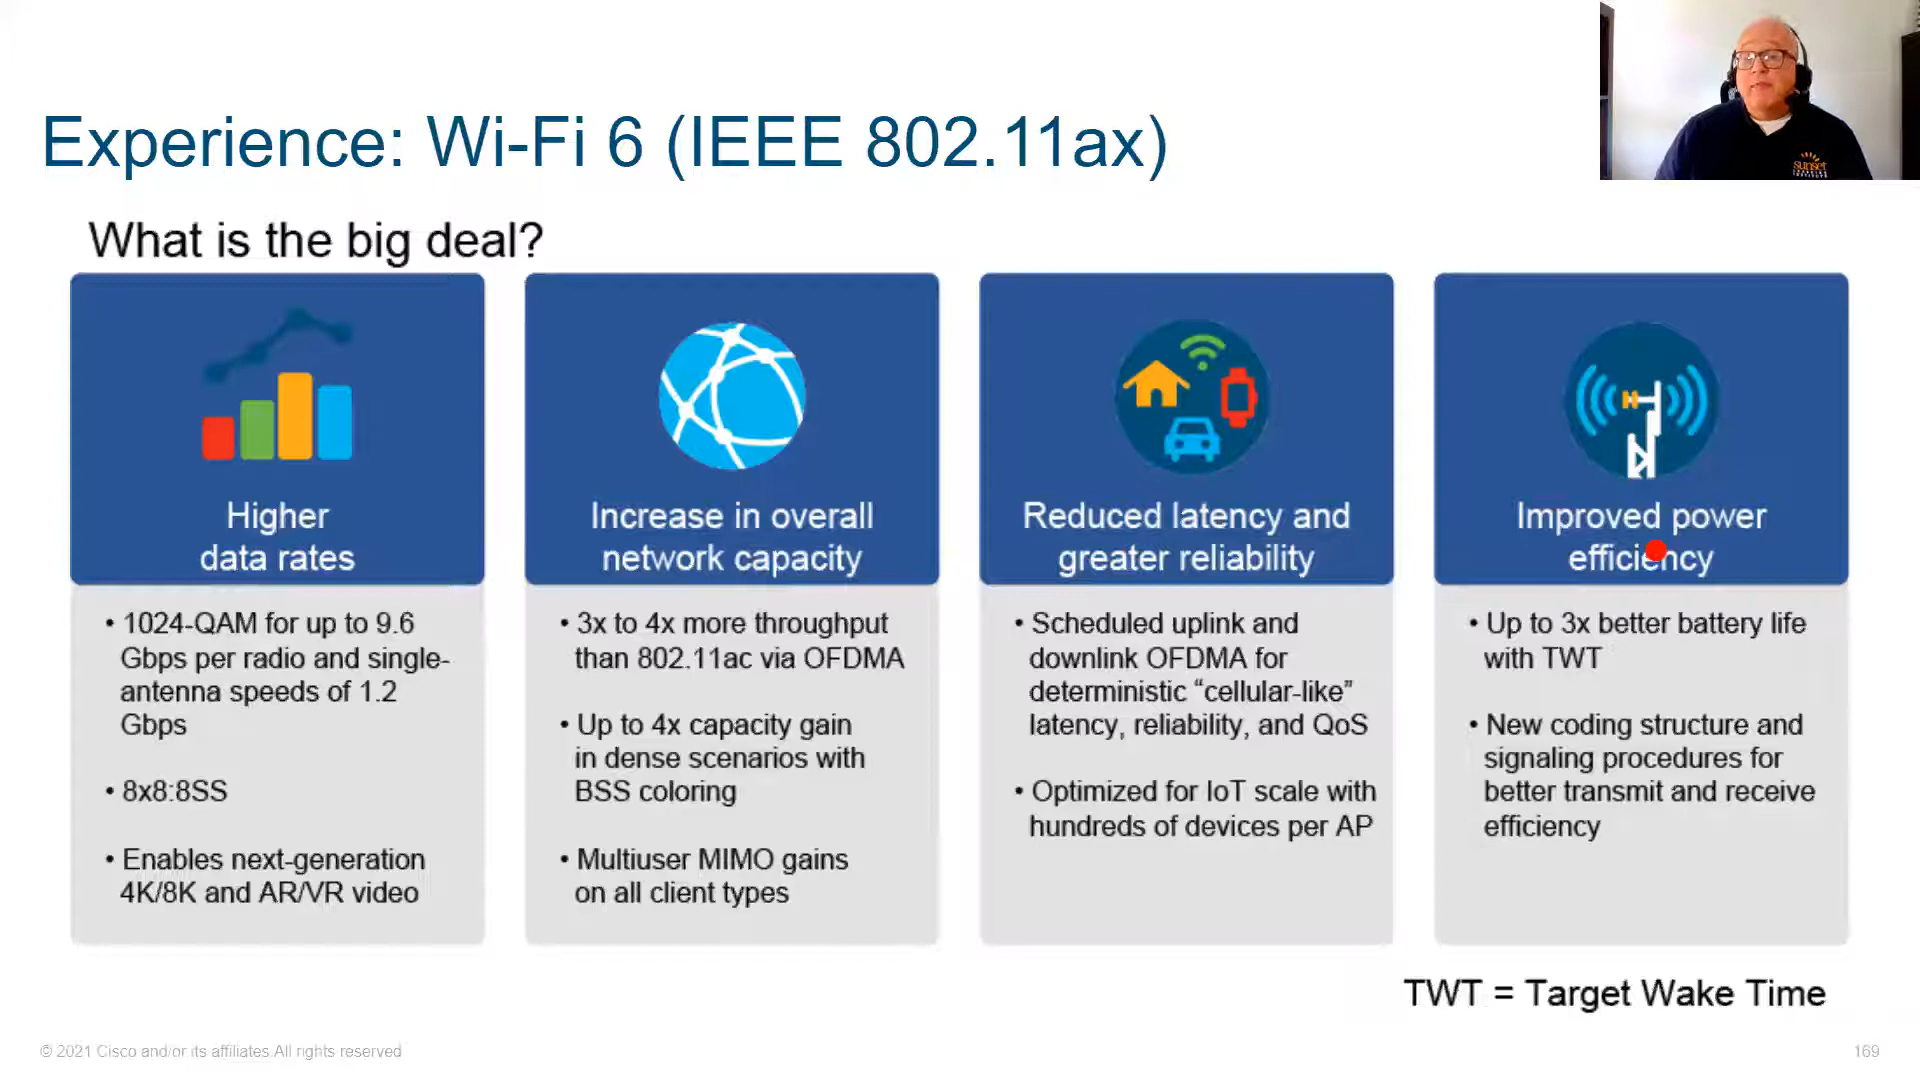 Experience: Wi-Fi 6 (IEEE 802.11ax)
sunset
LEARNING
INSTITUTE
What is the big deal?
Higher
data rates
• 1024-QAM for up to 9.6
Gbps per radio and single-
antenna speeds of 1.2
Gbps
• 8x8:8SS
• Enables next-generation
4K/8K and AR/VR video
Increase in overall
network capacity
• 3x to 4x more throughput
than 802.11ac via OFDMA
• Up to 4x capacity gain
in dense scenarios with
BSS coloring
• Multiuser MIMO gains
on all client types
Reduced latency and
greater reliability
• Scheduled uplink and
downlink OFDMA for
deterministic “cellular-like”
latency, reliability, and QoS
• Optimized for IoT scale with
hundreds of devices per AP
Improved power
efficiency
• Up to 3x better battery life
with TWT
• New coding structure and
signaling procedures for
better transmit and receive
efficiency
TWT = Target Wake Time
© 2021 Cisco and/or its affiliates All rights reserved
169